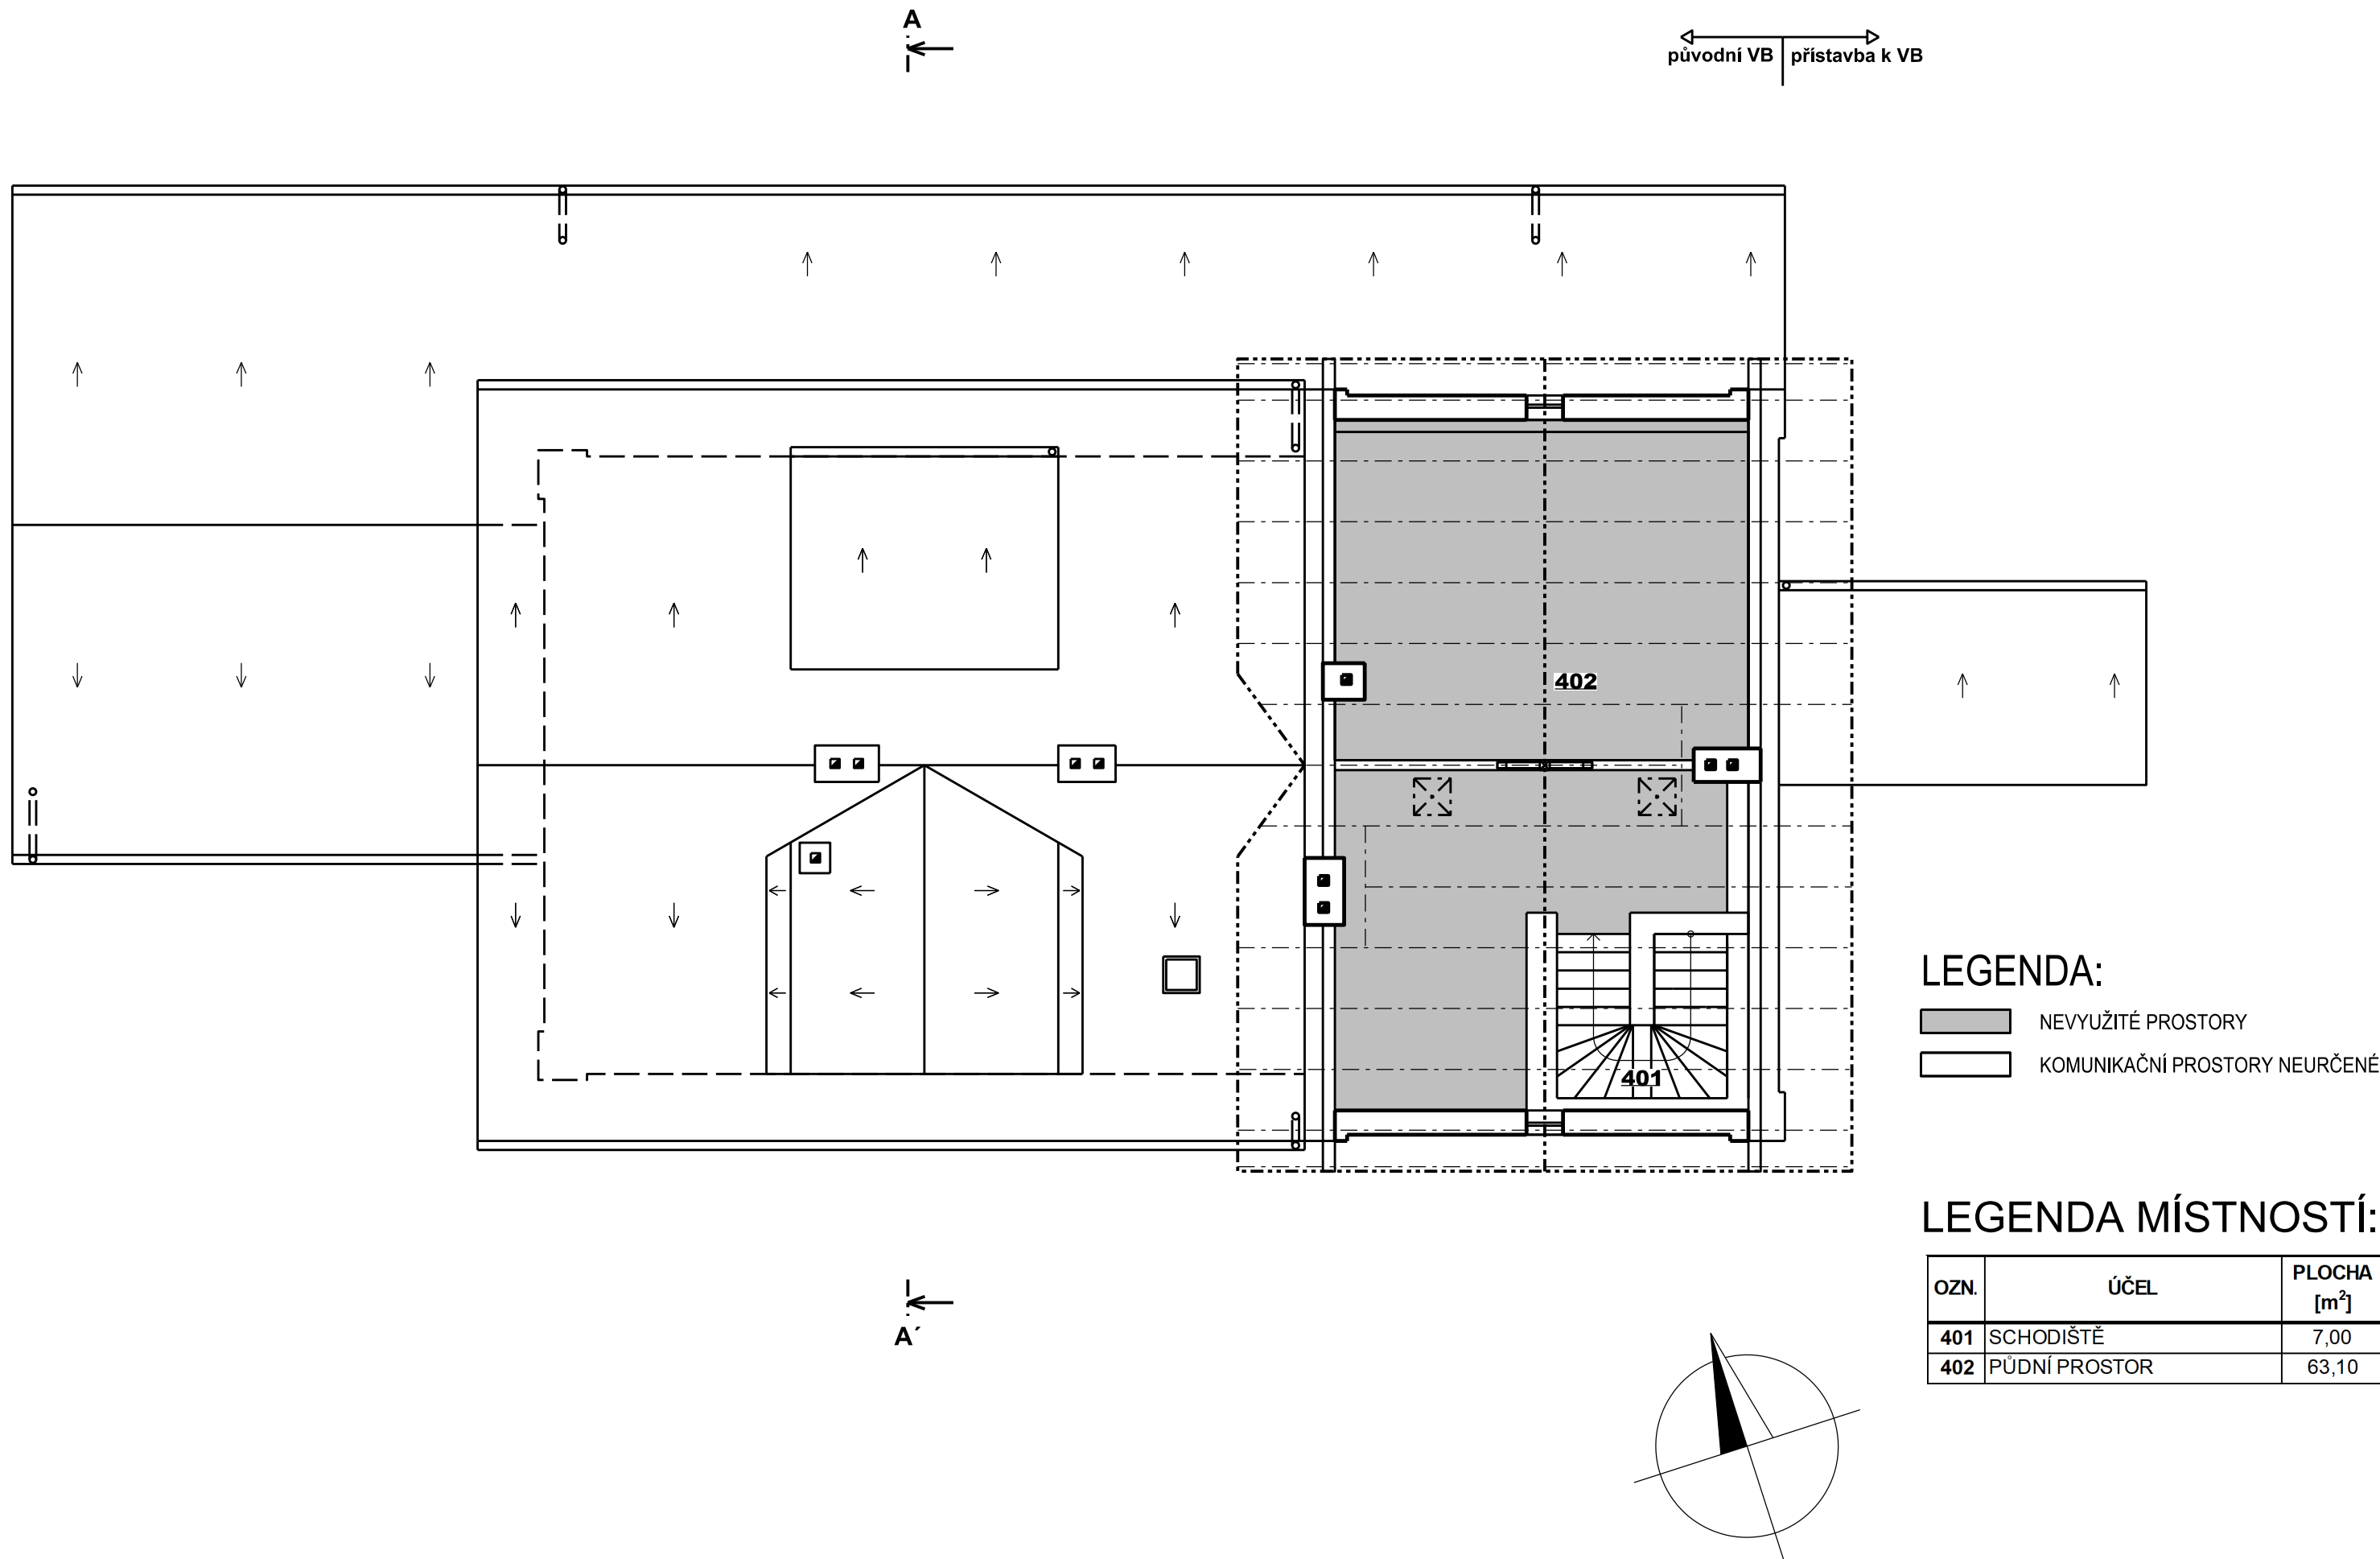 A
původní VB přístavba k VB
402
401
LEGENDA:
NEVYUŽITÉ PROSTORY
KOMUNIKAČNÍ PROSTORY NEURČENÉ
LEGENDA MÍSTNOSTÍ:
OZN. ÚČEL PLOCHA
[m²]
401 SCHODIŠTĚ 7,00
402 PŮDNÍ PROSTOR 63,10
A´